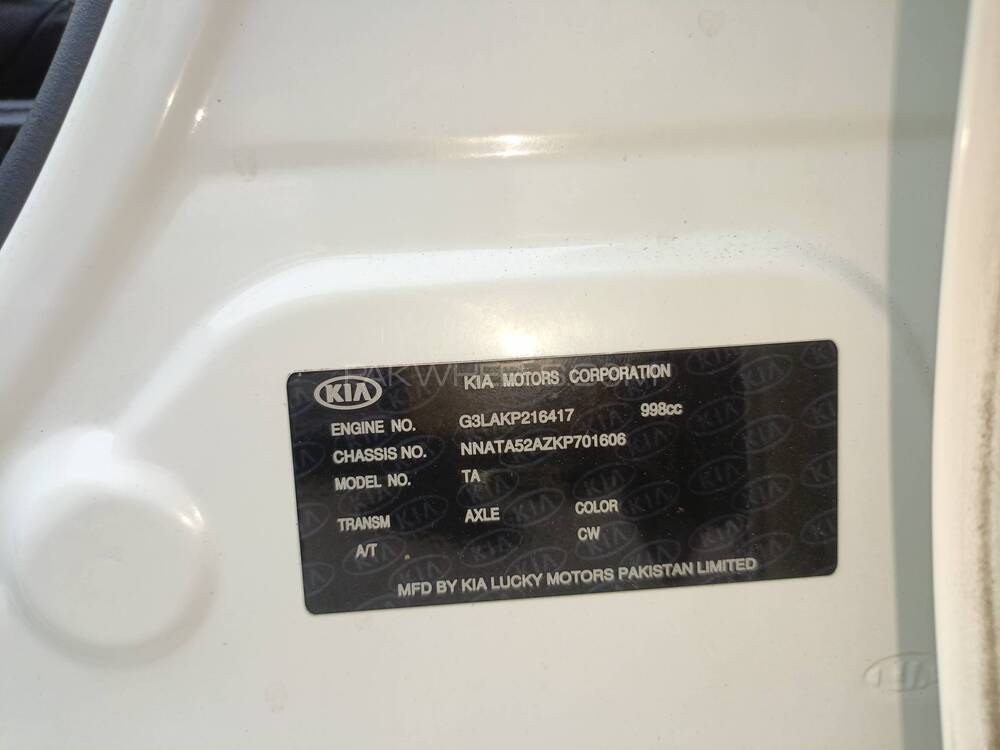 KIA KIA MOTORS CORPORATION
ENGINE NO. G3LAKP216417 998cc
CHASSIS NO. NNATA52AZKP701606
MODEL NO. TA
TRANSM AXLE COLOR
A/T CW
MFD BY KIA LUCKY MOTORS PAKISTAN LIMITED